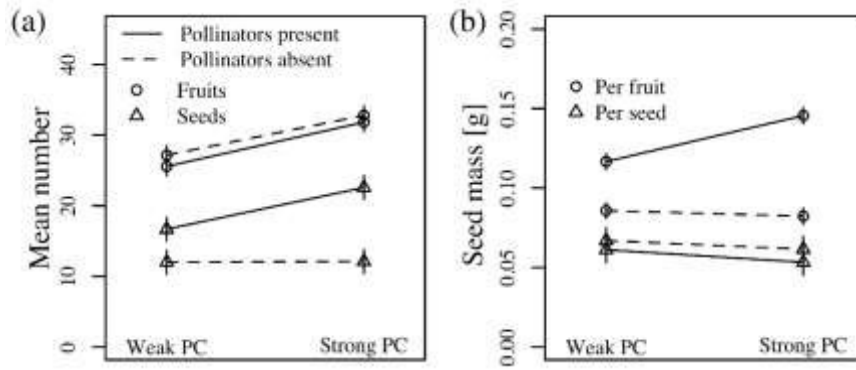 (a)
Pollinators present
Pollinators absent
Fruits
Seeds
Mean number
0 10 20 30 40
Weak PC Strong PC
(b)
Per fruit
Per seed
Seed mass [g]
0.00 0.05 0.10 0.15 0.20
Weak PC Strong PC